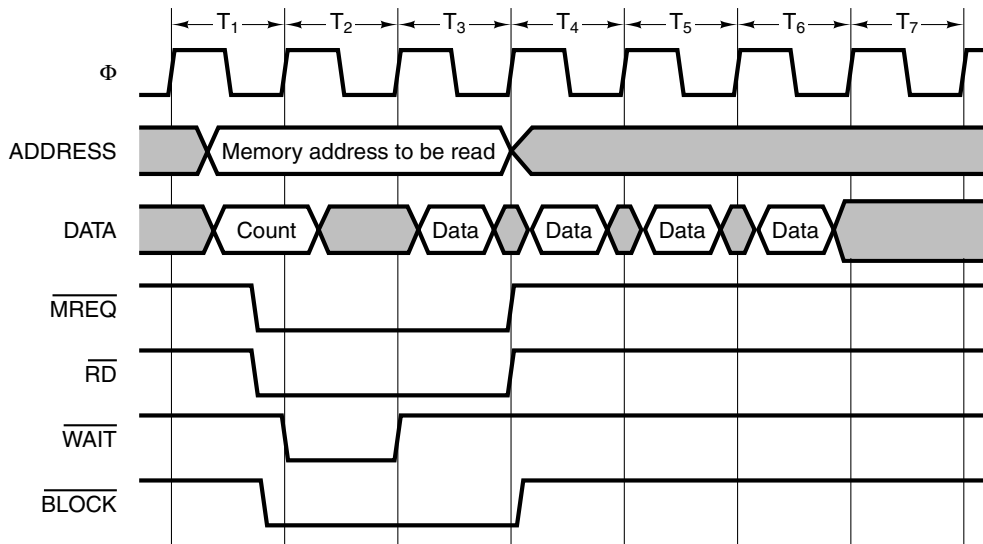 T1 T2 T3 T4 T5 T6 T7
Φ
ADDRESS Memory address to be read
DATA Count Data Data Data Data
MREQ
RD
WAIT
BLOCK